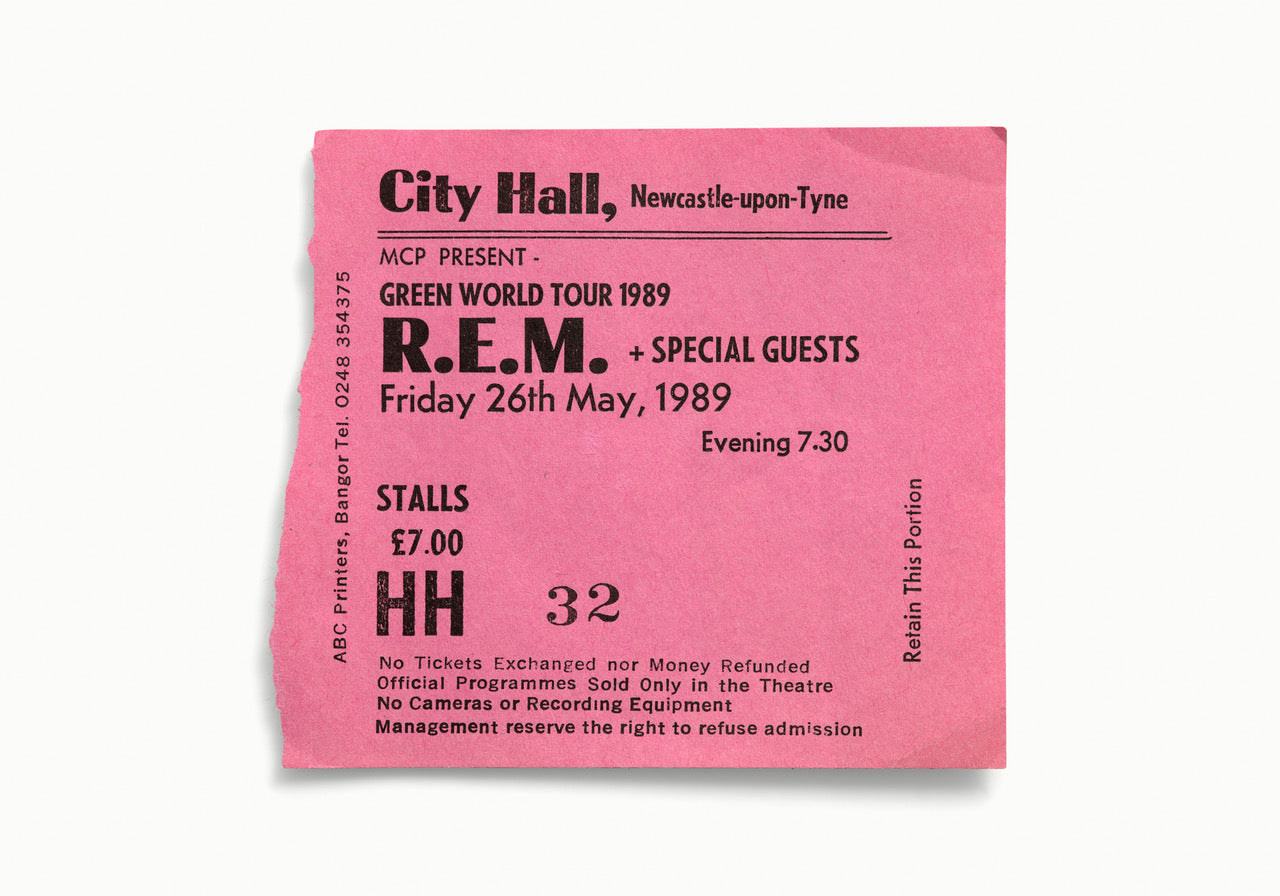 City Hall, Newcastle-upon-Tyne
MCP PRESENT -
GREEN WORLD TOUR 1989
R.E.M. + SPECIAL GUESTS
Friday 26th May, 1989
Evening 7.30
STALLS
£7.00
HH 32
No Tickets Exchanged nor Money Refunded
Official Programmes Sold Only in the Theatre
No Cameras or Recording Equipment
Management reserve the right to refuse admission
ABC Printers, Bangor Tel. 0248 354375
Retain This Portion